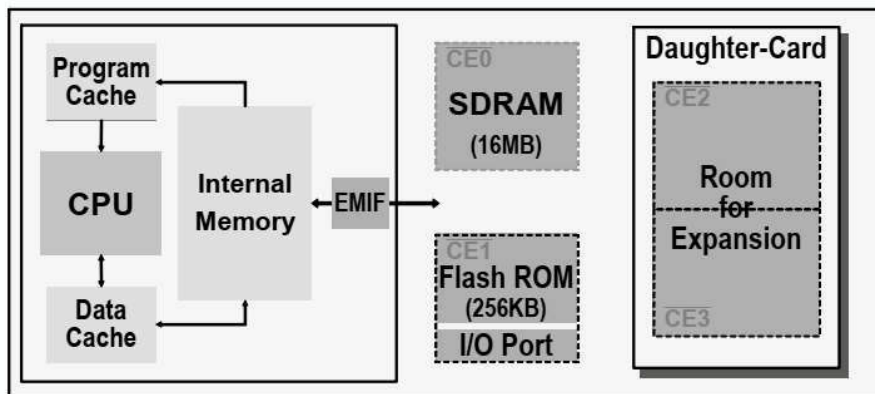 Program
Cache
CPU
Data
Cache
Internal
Memory
EMIF
CE0
SDRAM
(16MB)
CE1
Flash ROM
(256KB)
I/O Port
Daughter-Card
CE2
Room
for
Expansion
CE3